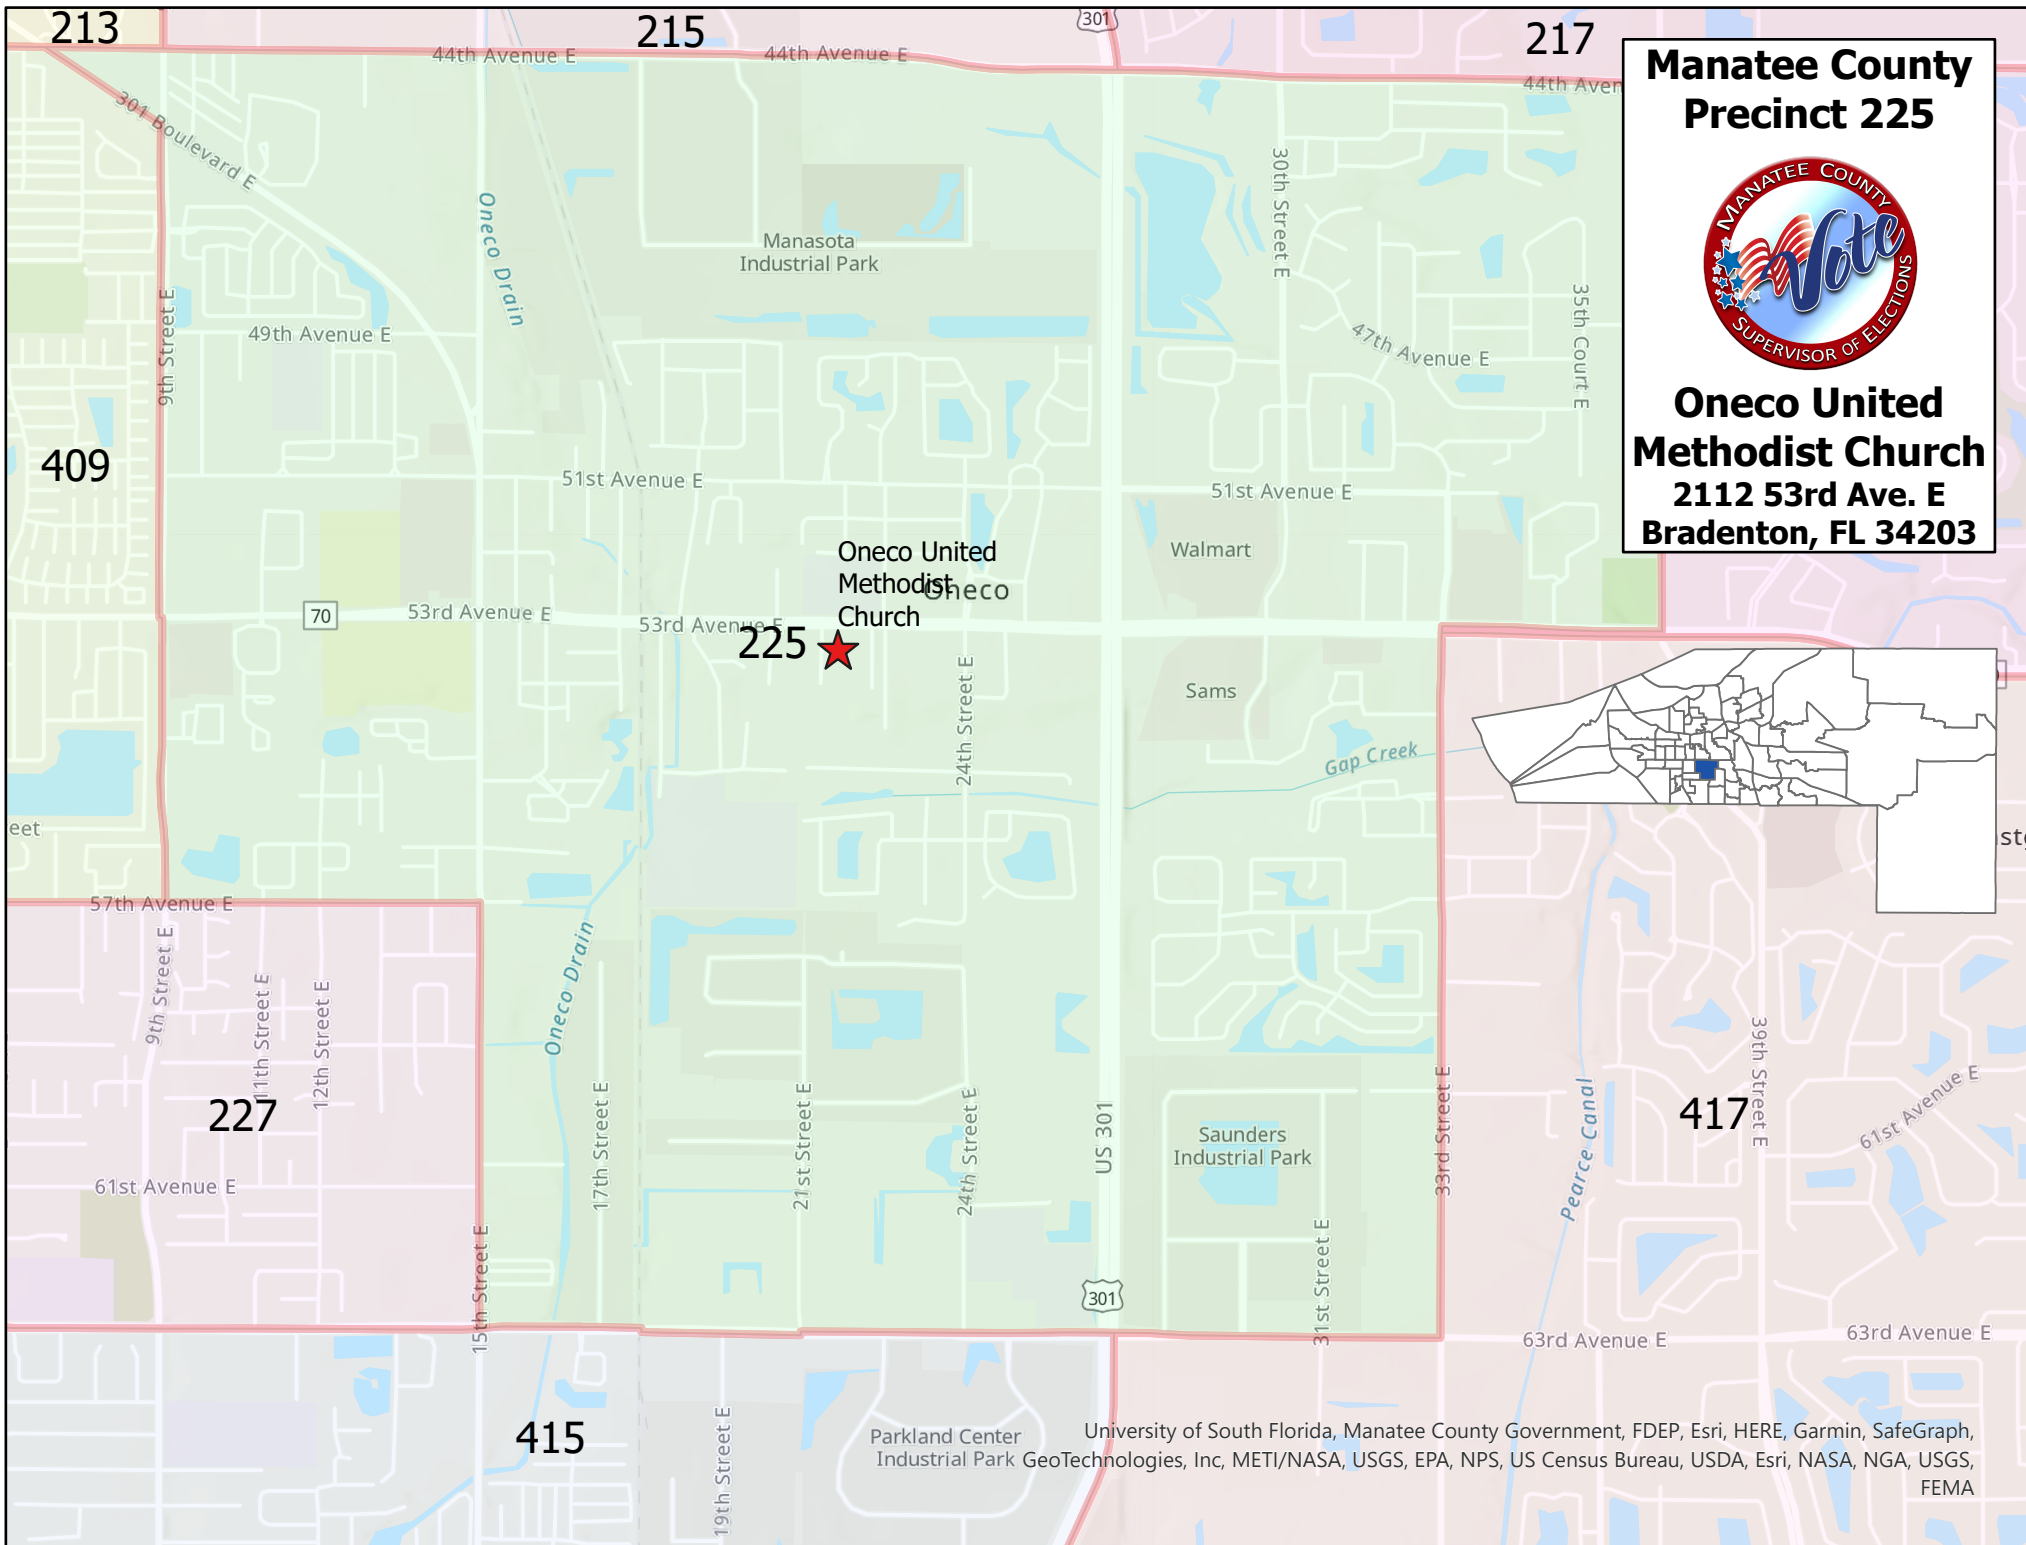 213
215
301
217
44th Avenue E
44th Avenue E
44th Aven
Manatee County
Precinct 225
MANATEE COUNTY
Vote
SUPERVISOR OF ELECTIONS
Oneco United
Methodist Church
2112 53rd Ave. E
Bradenton, FL 34203
301 Boulevard E
Oneco Drain
30th Street E
Manasota
Industrial Park
9th Street E
49th Avenue E
35th Court E
47th Avenue E
409
51st Avenue E
51st Avenue E
Walmart
Oneco United
Methodist
Church
Oneco
70
53rd Avenue E
53rd Avenue E
225
24th Street E
Sams
Gap Creek
eet
57th Avenue E
9th Street E
11th Street E
12th Street E
Oneco Drain
227
61st Avenue E
15th Street E
17th Street E
21st Street E
24th Street E
US 301
301
Saunders
Industrial Park
31st Street E
33rd Street E
Pearce Canal
417
39th Street E
61st Avenue E
63rd Avenue E
63rd Avenue E
415
19th Street E
Parkland Center
Industrial Park
University of South Florida, Manatee County Government, FDEP, Esri, HERE, Garmin, SafeGraph,
GeoTechnologies, Inc, METI/NASA, USGS, EPA, NPS, US Census Bureau, USDA, Esri, NASA, NGA, USGS,
FEMA